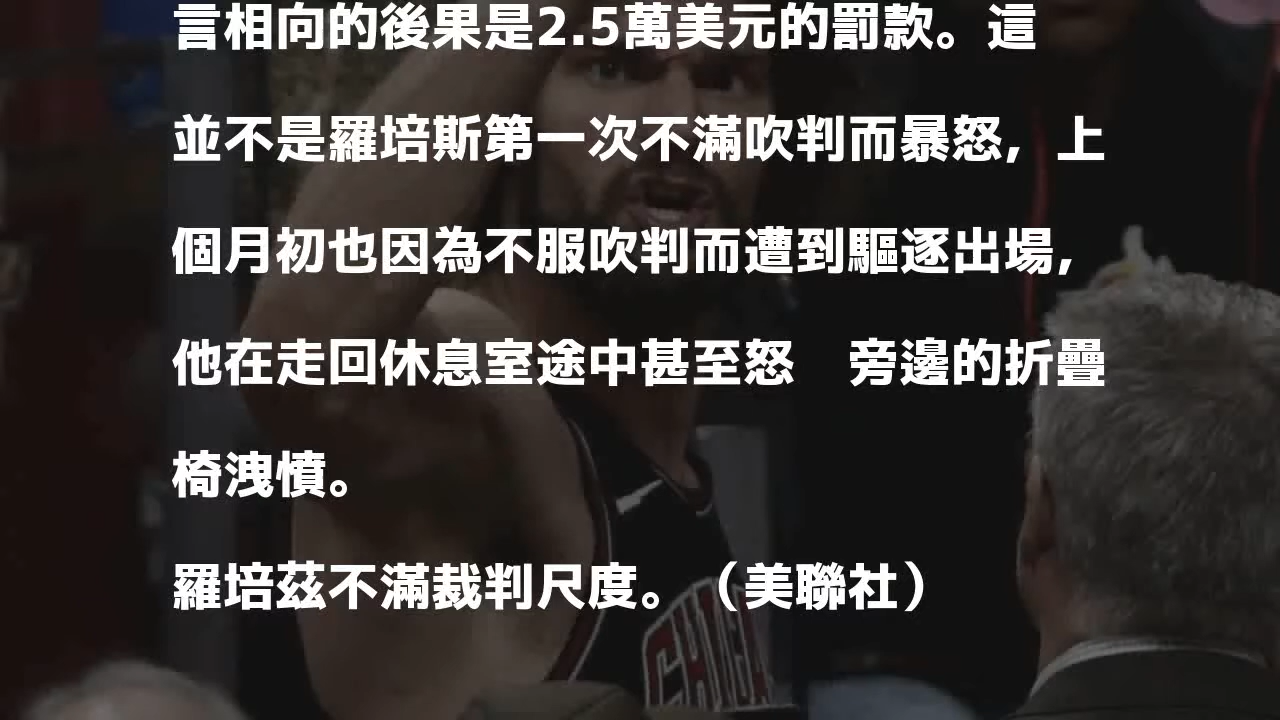 言相向的後果是2.5萬美元的罰款。這
並不是羅培斯第一次不滿吹判而暴怒，上
個月初也因為不服吹判而遭到驅逐出場，
他在走回休息室途中甚至怒　旁邊的折疊
椅洩憤。
羅培茲不滿裁判尺度。（美聯社）